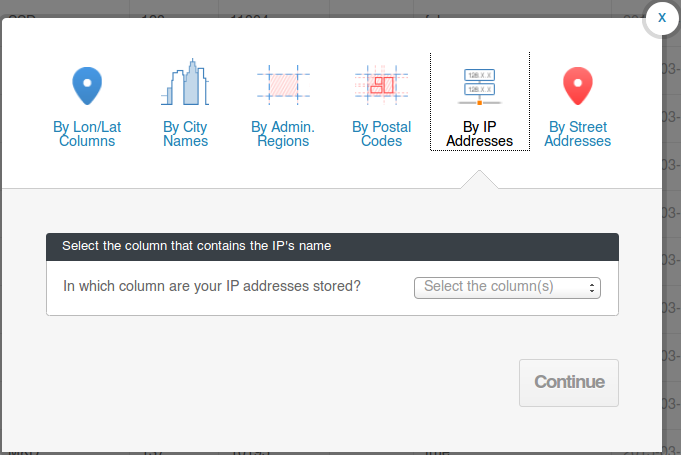 X
128 X X
128 X X
By Lon/Lat
Columns
By City
Names
By Admin.
Regions
By Postal
Codes
By IP
Addresses
By Street
Addresses
Select the column that contains the IP's name
In which column are your IP addresses stored?
Select the column(s)
Continue